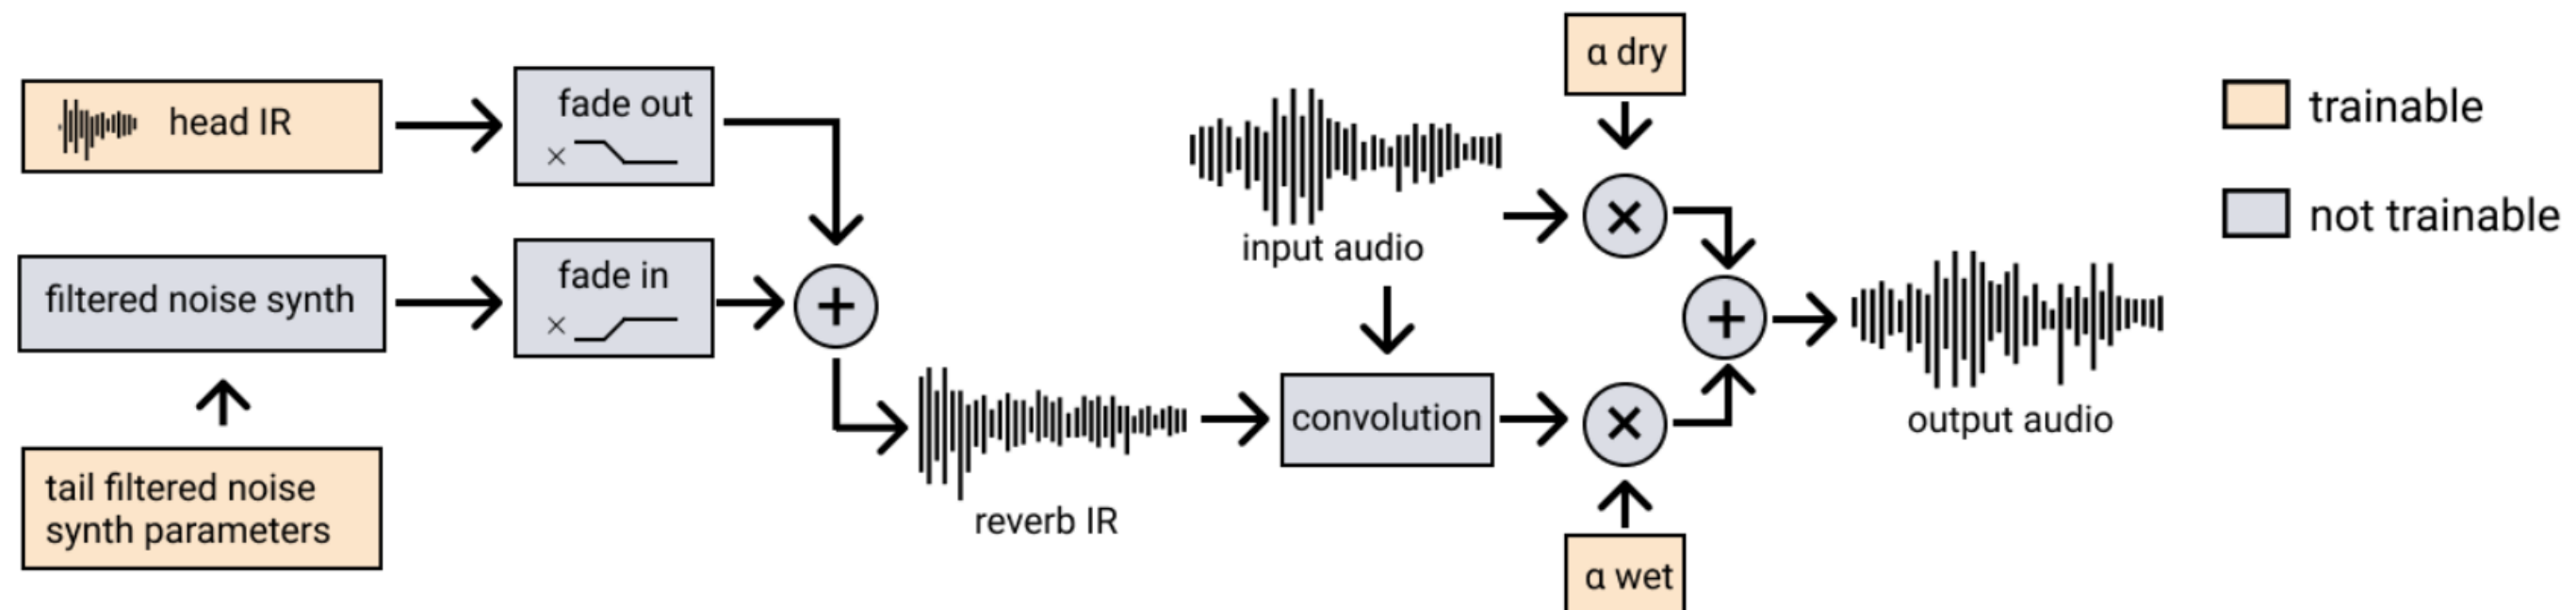 head IR
fade out
×
filtered noise synth
fade in
×
+
tail filtered noise
synth parameters
reverb IR
input audio
α dry
×
convolution
×
α wet
+
output audio
trainable
not trainable